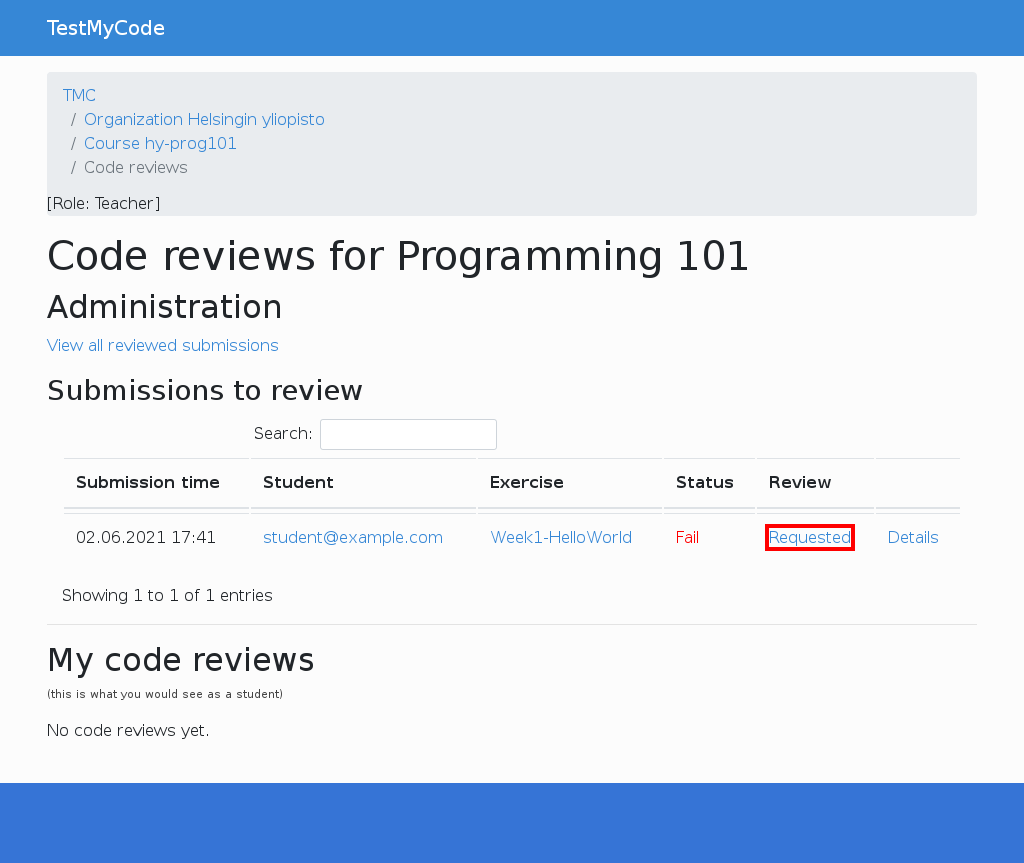 TestMyCode
TMC
/ Organization Helsingin yliopisto
/ Course hy-prog101
/ Code reviews
[Role: Teacher]
Code reviews for Programming 101
Administration
View all reviewed submissions
Submissions to review
Search:
Submission time Student Exercise Status Review
02.06.2021 17:41 student@example.com Week1-HelloWorld Fail Requested Details
Showing 1 to 1 of 1 entries
My code reviews
(this is what you would see as a student)
No code reviews yet.